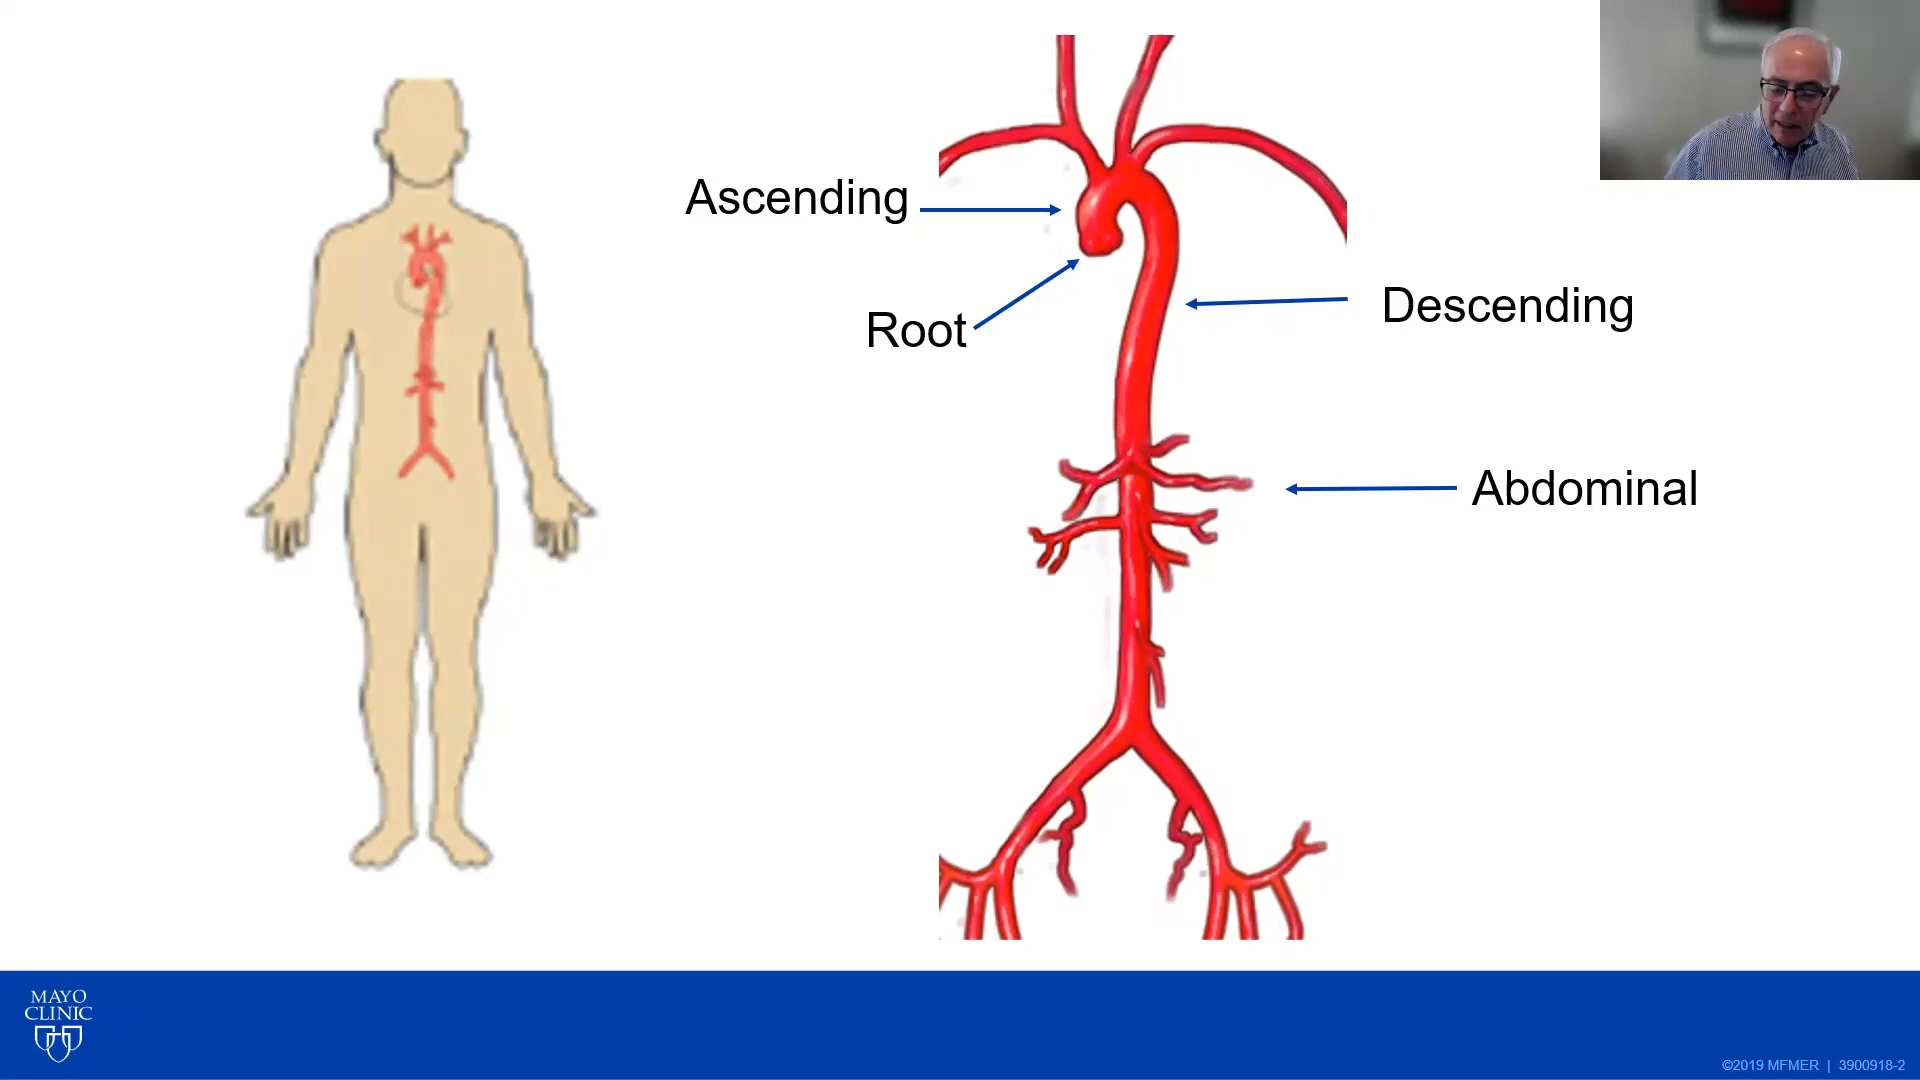 Ascending
Root
Descending
Abdominal
MAYO
CLINIC
©2019 MFMER | 3900918-2